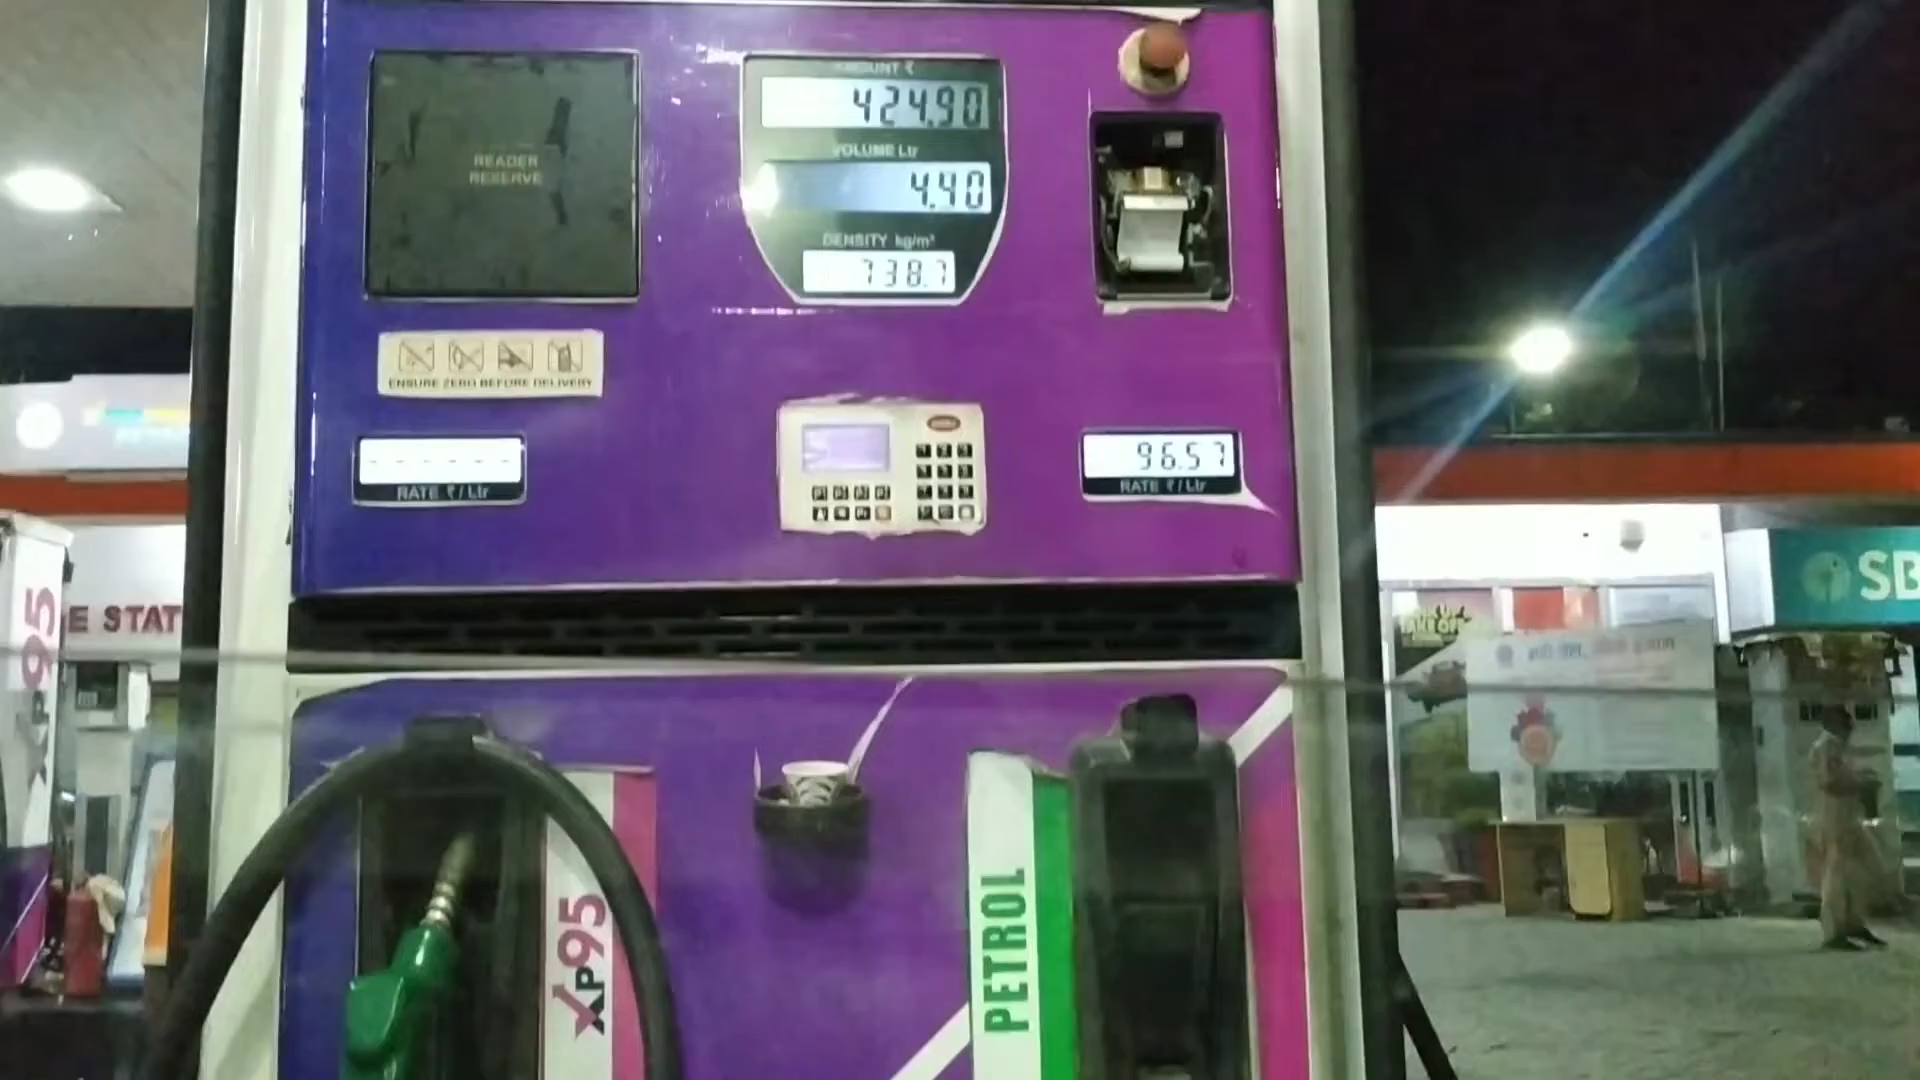 AMOUNT ₹
424.90
VOLUME Ltr
4.40
DENSITY kg/m³
738.7
READER
RESERVE
ENSURE ZERO BEFORE DELIVERY
- - - - - -
RATE ₹/Ltr
96.57
RATE ₹/Ltr
XP95
E STAT
SB
XP95
PETROL